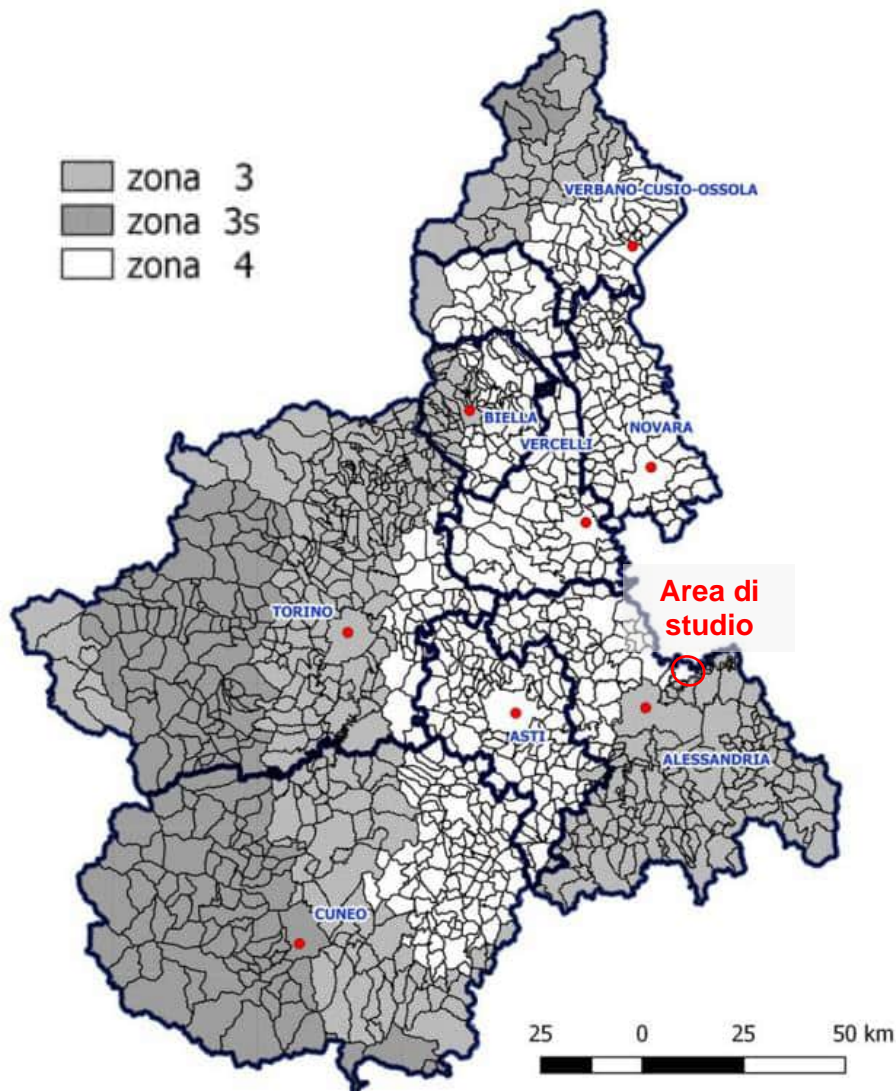 zona 3
zona 3s
zona 4
VERBANO-CUSIO-OSSOLA
BIELLA
VERCELLI
NOVARA
Area di
studio
TORINO
ASTI
ALESSANDRIA
CUNEO
25 0 25 50 km